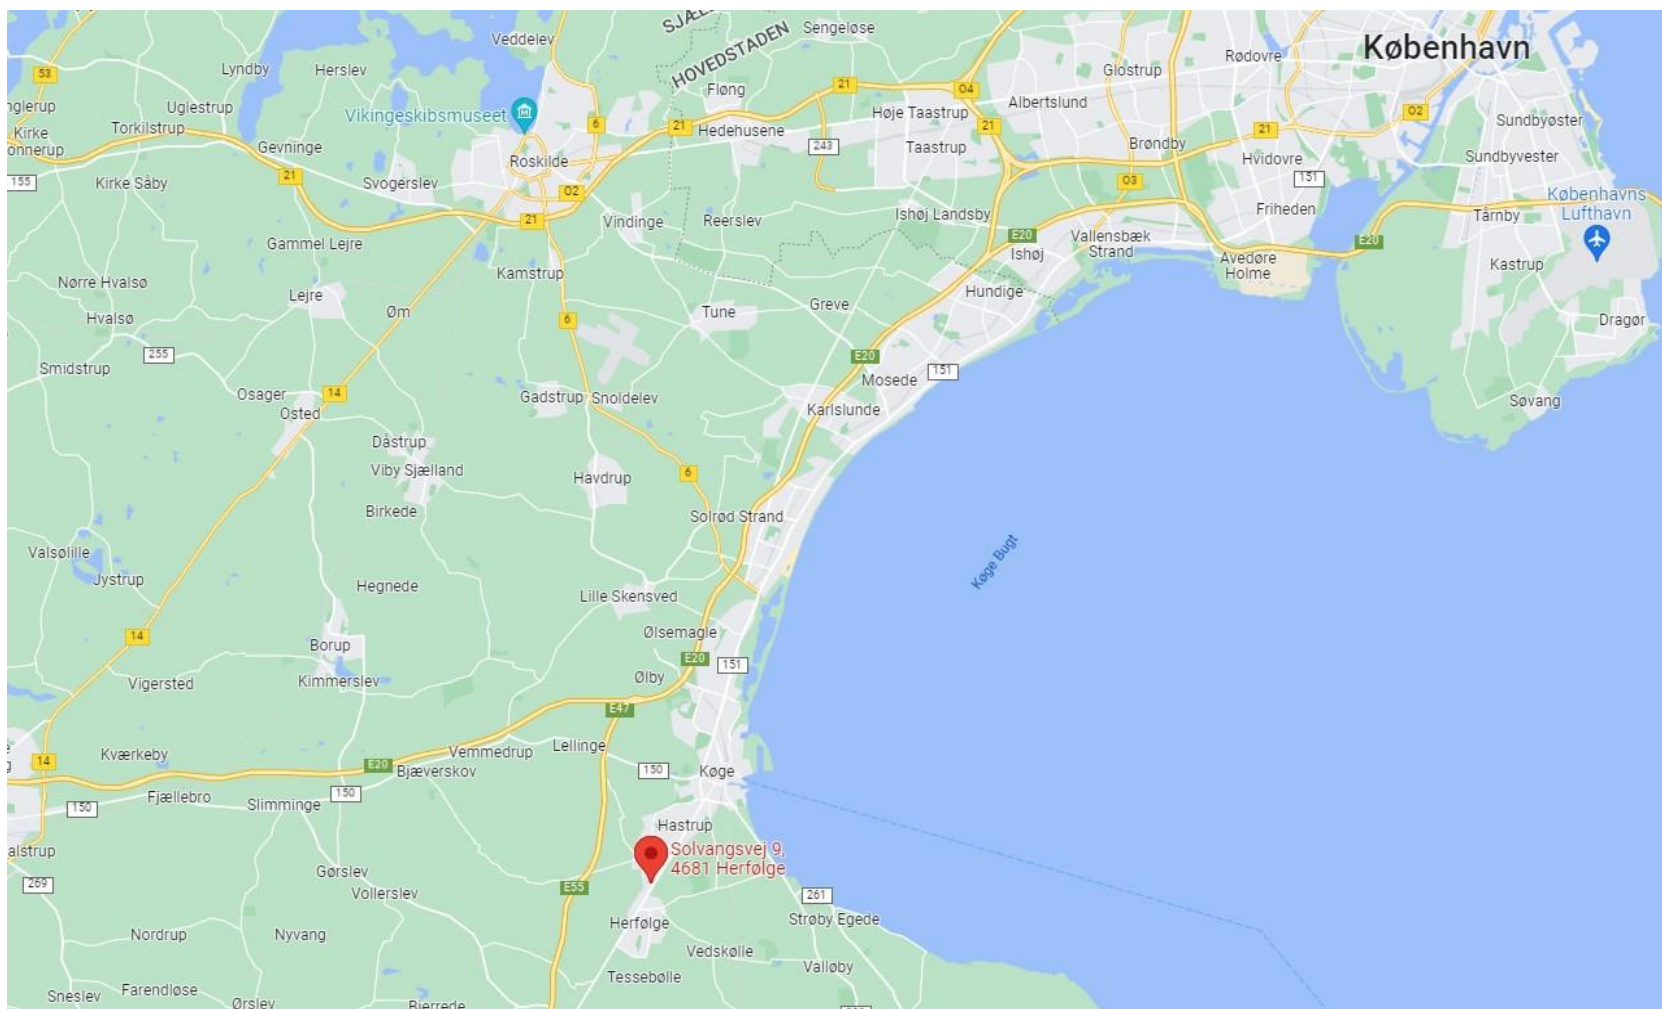 SJÆL
HOVEDSTADEN
Sengeløse
København
Veddelev
Lyndby
Herslev
Rødovre
Glostrup
53
Fløng
21
O4
Albertslund
nglerup
Uglestrup
Vikingeskibsmuseet
Høje Taastrup
O2
Sundbyøster
Kirke
onnerup
Torkilstrup
6
21
Hedehusene
21
21
Gevninge
Roskilde
243
Taastrup
Brøndby
Hvidovre
Sundbyvester
155
Kirke Såby
21
Svogerslev
O2
O3
151
Københavns
Lufthavn
21
Vindinge
Reerslev
Ishøj Landsby
Friheden
Tårnby
Gammel Lejre
E20
Ishøj
Vallensbæk
Strand
E20
Avedøre
Holme
Kastrup
Kamstrup
Nørre Hvalsø
Lejre
Hundige
Øm
Tune
Greve
Hvalsø
6
Dragør
255
E20
Smidstrup
151
Mosede
Osager
14
Gadstrup
Snoldelev
Karlslunde
Søvang
Osted
Dåstrup
Viby Sjælland
Havdrup
6
Birkede
Solrød Strand
Valsølille
Køge Bugt
Jystrup
Hegnede
Lille Skensved
14
Ølsemagle
Borup
E20
151
Vigersted
Kimmerslev
Ølby
E47
Kværkeby
Vemmedrup
Lellinge
14
E20
Bjæverskov
150
Køge
Fjællebro
150
Slimminge
150
Hastrup
alstrup
Solvangsvej 9,
4681 Herfølge
Gørslev
269
Vollerslev
E55
261
Herfølge
Strøby Egede
Nordrup
Nyvang
Vedskølle
Tessebølle
Valløby
Sneslev
Farendløse
Ørslev
Bjerrede